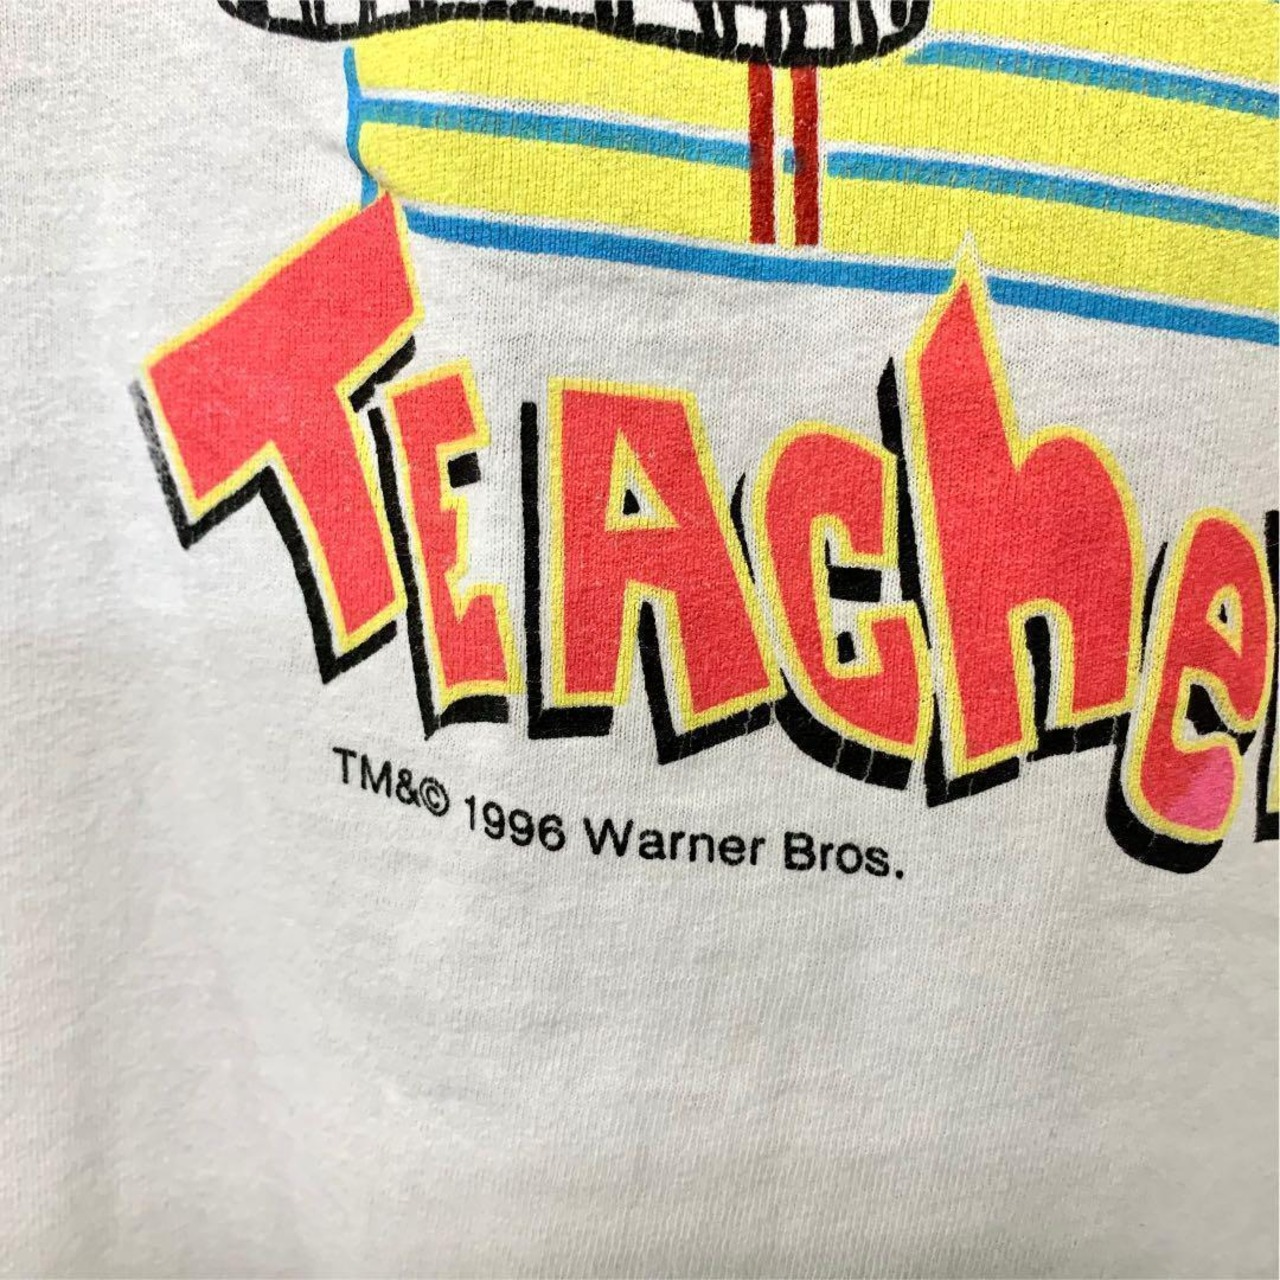 TEAChe
TM&© 1996 Warner Bros.